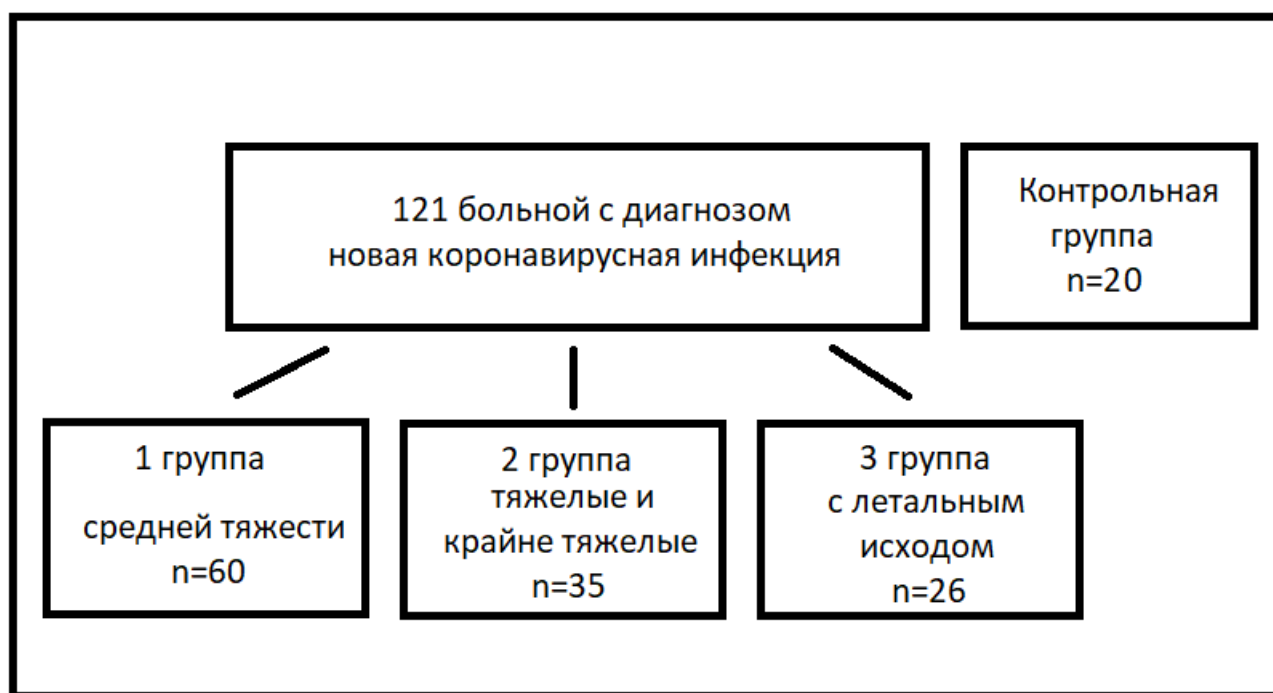 121 больной с диагнозом
новая коронавирусная инфекция
Контрольная
группа
n=20
1 группа
средней тяжести
n=60
2 группа
тяжелые и
крайне тяжелые
n=35
3 группа
с летальным
исходом
n=26